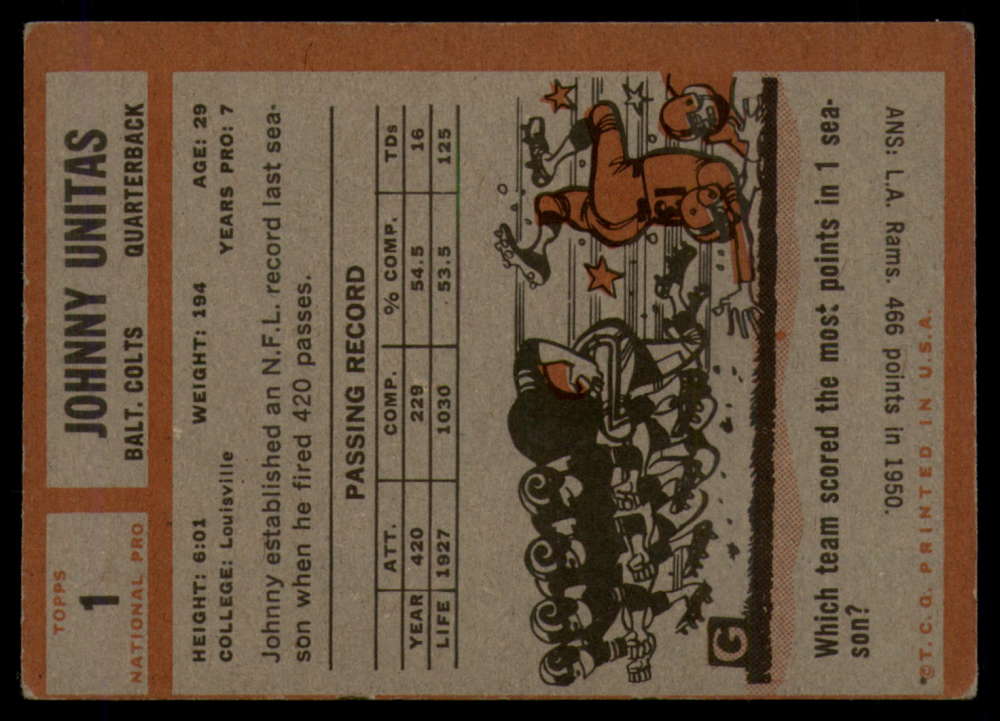 TOPPS
1
NATIONAL PRO
JOHNNY UNITAS
BALT. COLTS QUARTERBACK
HEIGHT: 6:01 WEIGHT: 194 AGE: 29
COLLEGE: Louisville YEARS PRO: 7
Johnny established an N.F.L. record last sea-
son when he fired 420 passes.
PASSING RECORD
ATT. COMP. % COMP. TDs
YEAR 420 229 54.5 16
LIFE 1927 1030 53.5 125
13
G
Which team scored the most points in 1 sea-
son?
ANS: L.A. Rams. 466 points in 1950.
*©T.C.G. PRINTED IN U.S.A.